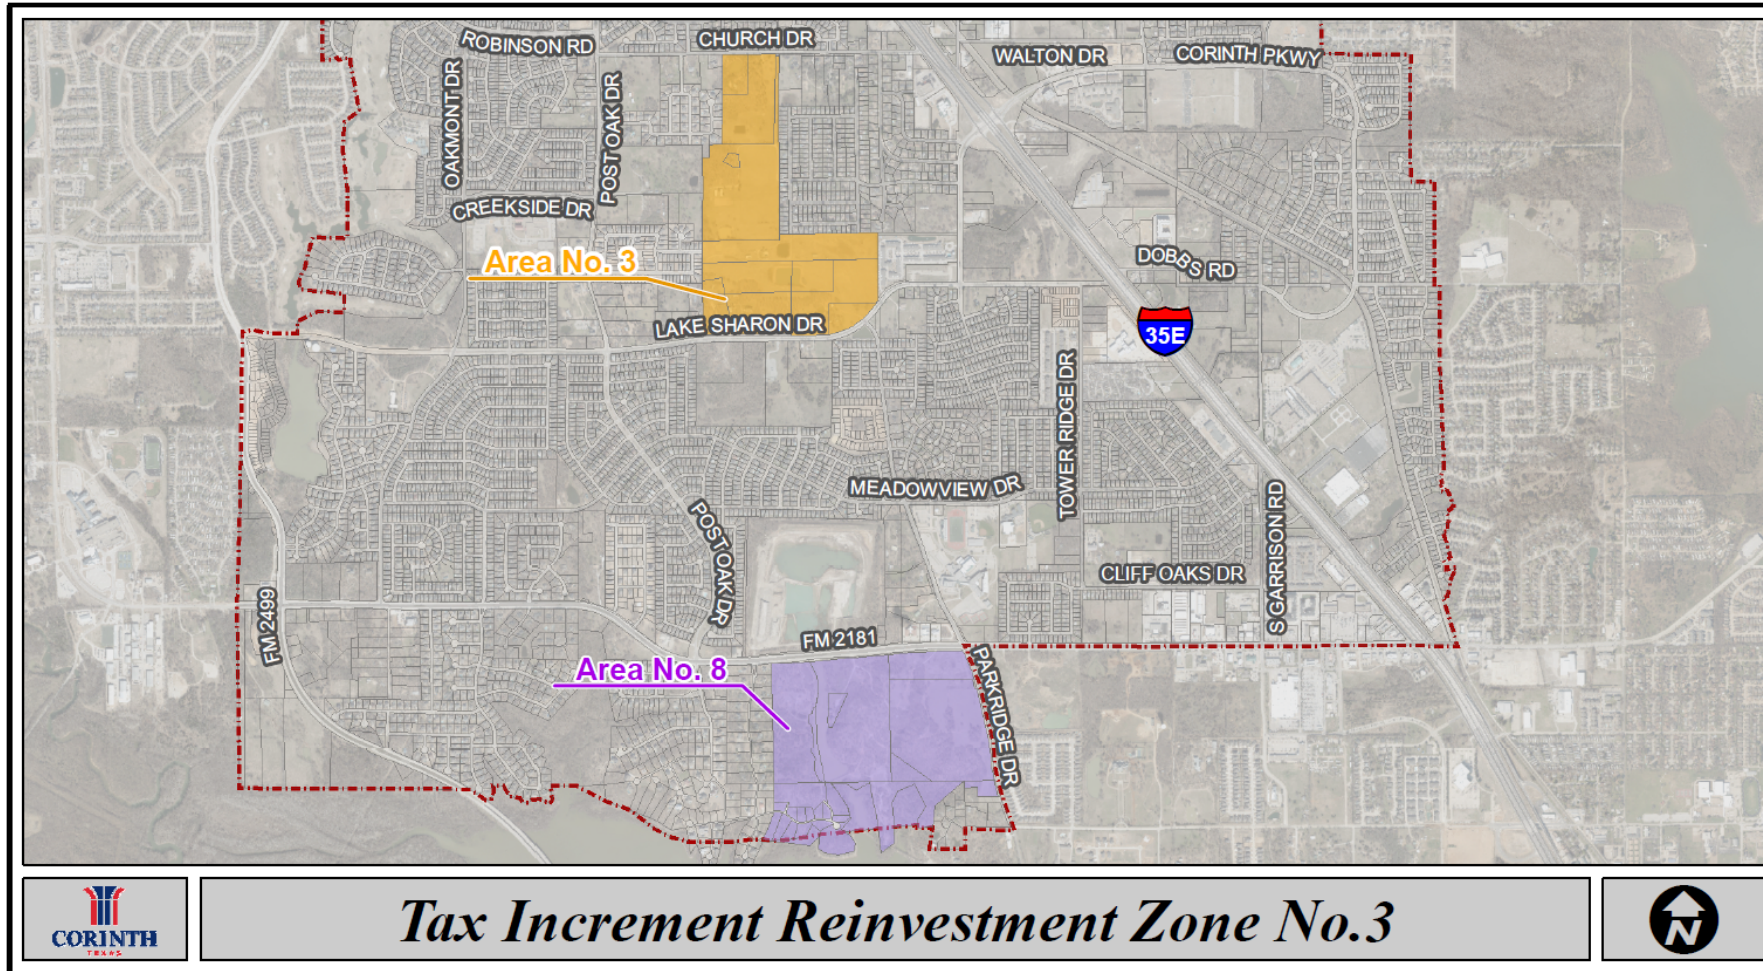 ROBINSON RD
CHURCH DR
WALTON DR
CORINTH PKWY
OAKMONT DR
POST OAK DR
CREEKSIDE DR
Area No. 3
DOBBS RD
LAKE SHARON DR
35E
TOWER RIDGE DR
MEADOWVIEW DR
POST OAK DR
S GARRISON RD
CLIFF OAKS DR
FM 2499
FM 2181
Area No. 8
PARKRIDGE DR
CORINTH
TEXAS
Tax Increment Reinvestment Zone No.3
N